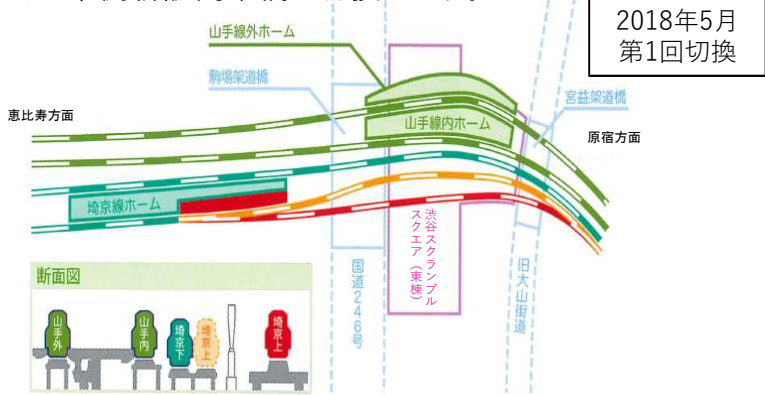 2018年5月
第1回切換
山手線外ホーム
駒場架道橋
宮益架道橋
恵比寿方面
山手線内ホーム
原宿方面
埼京線ホーム
渋谷スクランブル
スクエア（東棟）
国道246号
旧大山街道
断面図
山手外
山手内
埼京下
埼京上
埼京上